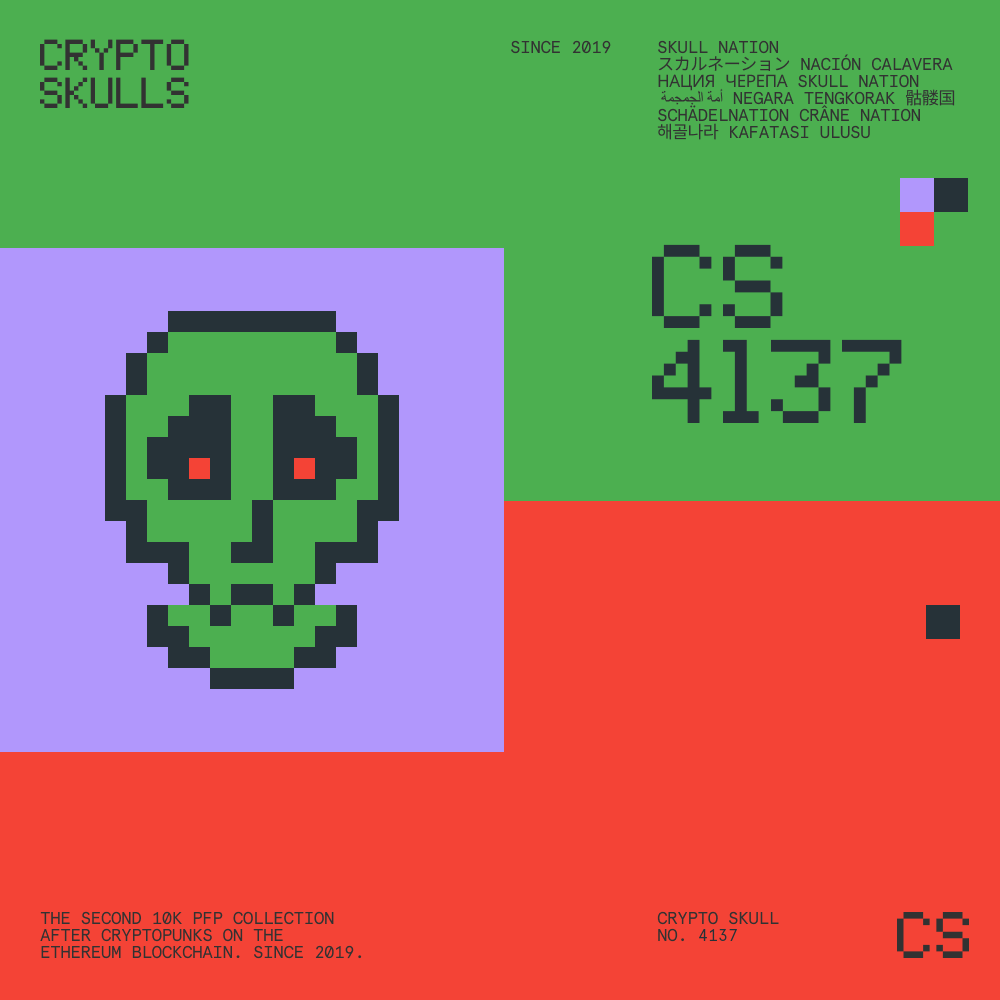 CRYPTO
SKULLS
SINCE 2019
SKULL NATION
スカルネーション NACIÓN CALAVERA
НАЦИЯ ЧЕРЕПА SKULL NATION
أمة الجمجمة NEGARA TENGKORAK 骷髅国
SCHÄDELNATION CRÂNE NATION
해골나라 KAFATASI ULUSU
CS
4137
THE SECOND 10K PFP COLLECTION
AFTER CRYPTOPUNKS ON THE
ETHEREUM BLOCKCHAIN. SINCE 2019.
CRYPTO SKULL
NO. 4137
CS